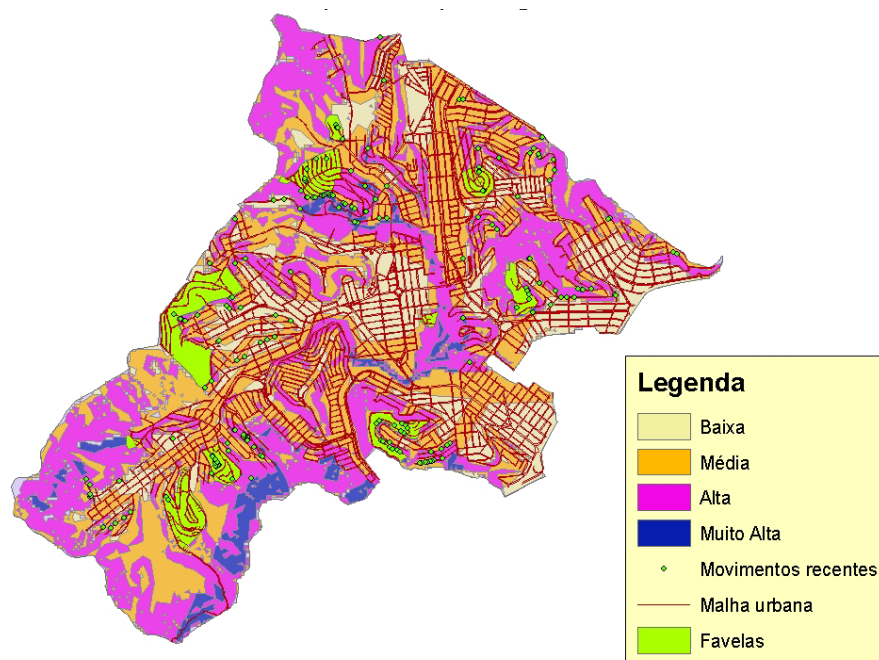 Legenda
Baixa
Média
Alta
Muito Alta
Movimentos recentes
Malha urbana
Favelas